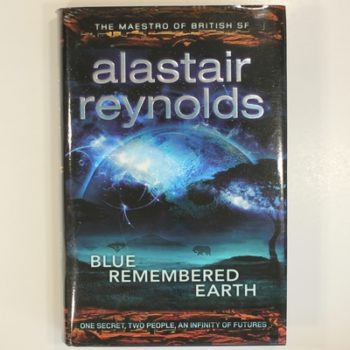 THE MAESTRO OF BRITISH SF
alastair
reynolds
BLUE
REMEMBERED
EARTH
ONE SECRET, TWO PEOPLE, AN INFINITY OF FUTURES